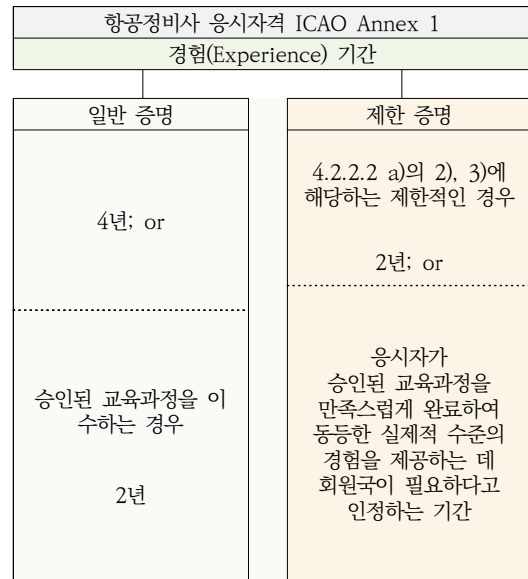 항공정비사 응시자격 ICAO Annex 1
경험(Experience) 기간
일반 증명
4년; or
승인된 교육과정을 이
수하는 경우
2년
제한 증명
4.2.2.2 a)의 2), 3)에
해당하는 제한적인 경우
2년; or
응시자가
승인된 교육과정을
만족스럽게 완료하여
동등한 실제적 수준의
경험을 제공하는 데
회원국이 필요하다고
인정하는 기간